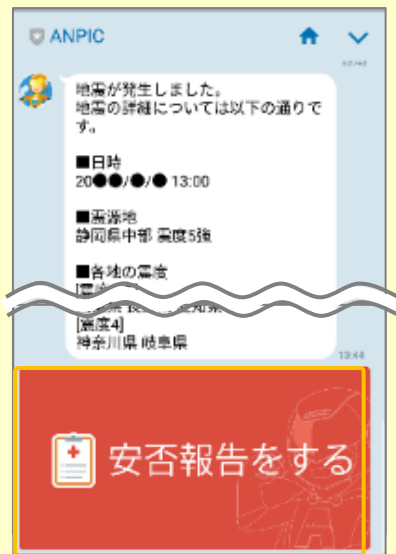 ANPIC
地震が発生しました。
地震の詳細については以下の通りで
す。
■日時
20●●/●/● 13:00
■震源地
静岡県中部 震度5強
■各地の震度
[震度4]
神奈川県 岐阜県
13:44
安否報告をする